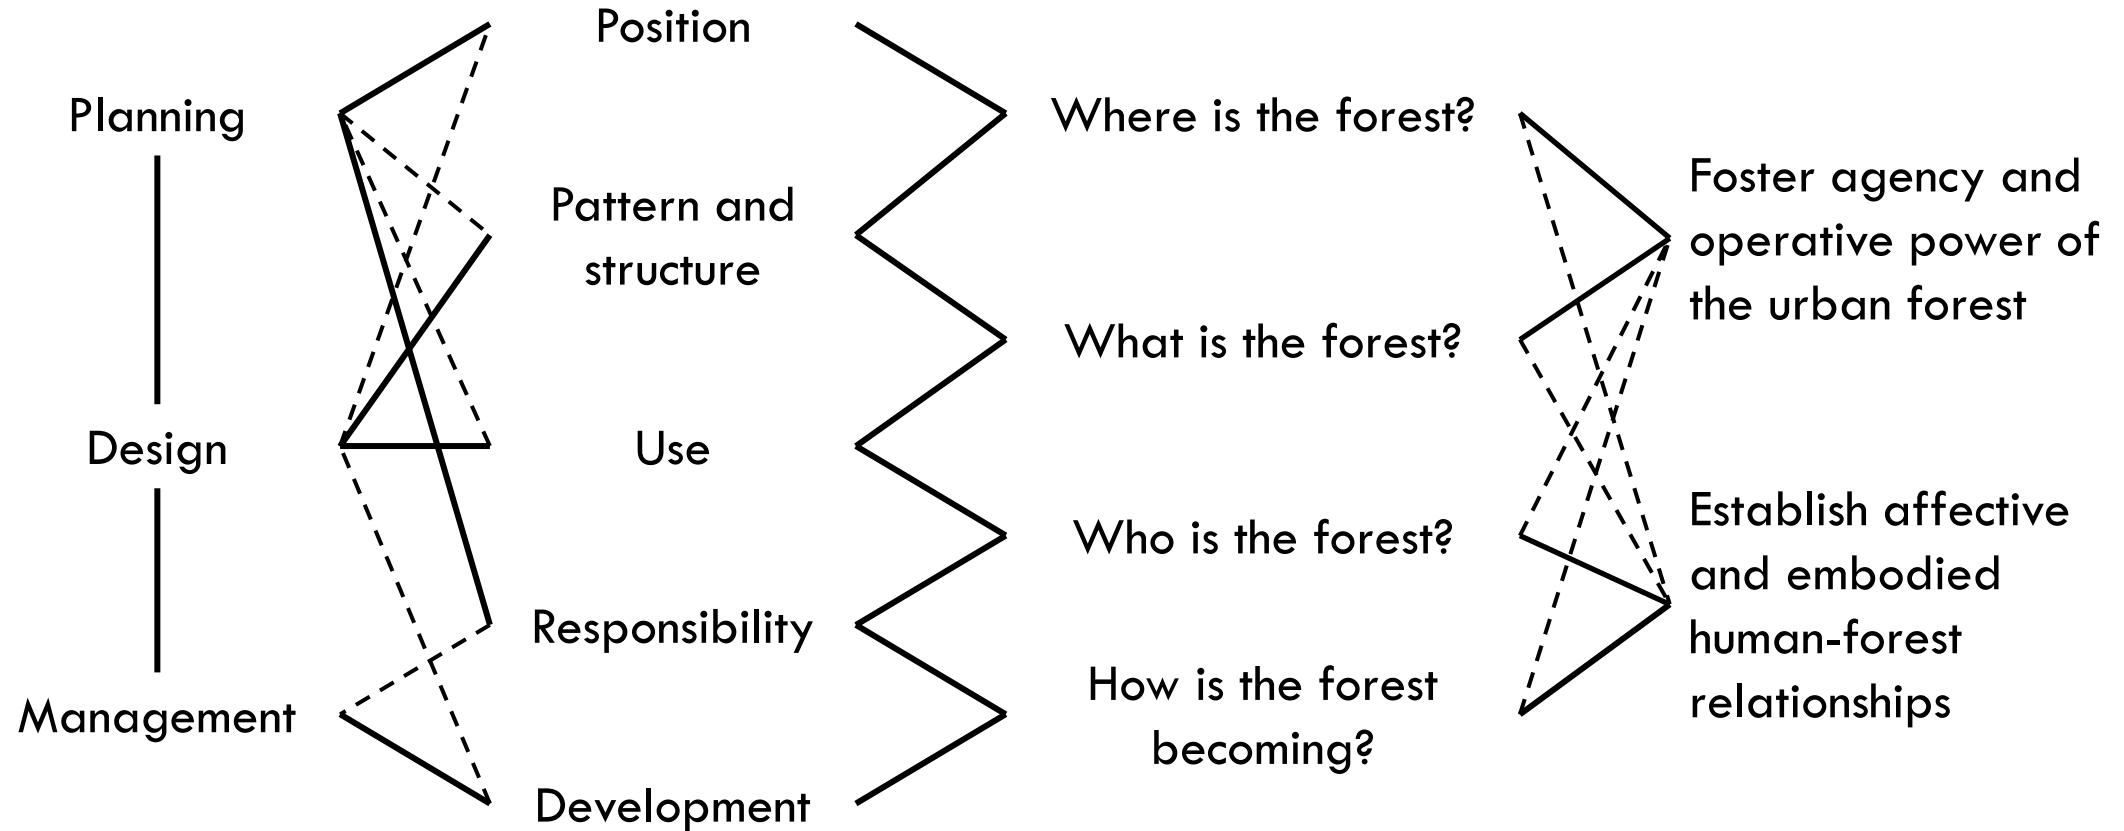 Planning
Design
Management
Position
Pattern and
structure
Use
Responsibility
Development
Where is the forest?
What is the forest?
Who is the forest?
How is the forest
becoming?
Foster agency and
operative power of
the urban forest
Establish affective
and embodied
human-forest
relationships